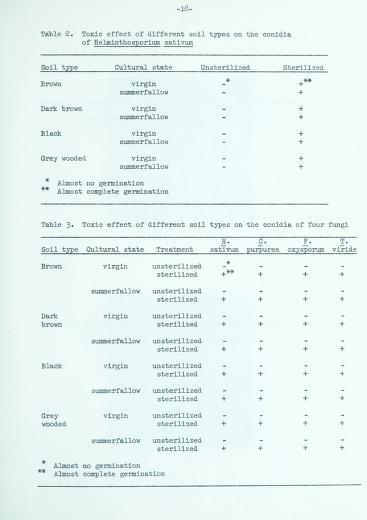 -18-
Table 2. Toxic effect of different soil types on the conidia
of Helminthosporium sativum
Soil type Cultural state Unsterilized Sterilized
Brown virgin -* +**
summerfallow - +
Dark brown virgin - +
summerfallow - +
Black virgin - +
summerfallow - +
Grey wooded virgin - +
summerfallow - +
* Almost no germination
** Almost complete germination
Table 3. Toxic effect of different soil types on the conidia of four fungi
H. C. F. T.
Soil type Cultural state Treatment sativum purpurea oxysporum viride
Brown virgin unsterilized -* - - -
sterilized +** + + +
summerfallow unsterilized - - - -
sterilized + + + +
Dark virgin unsterilized - - - -
brown sterilized + + + +
summerfallow unsterilized - - - -
sterilized + + + +
Black virgin unsterilized - - - -
sterilized + + + +
summerfallow unsterilized - - - -
sterilized + + + +
Grey virgin unsterilized - - - -
wooded sterilized + + + +
summerfallow unsterilized - - - -
sterilized + + + +
* Almost no germination
** Almost complete germination